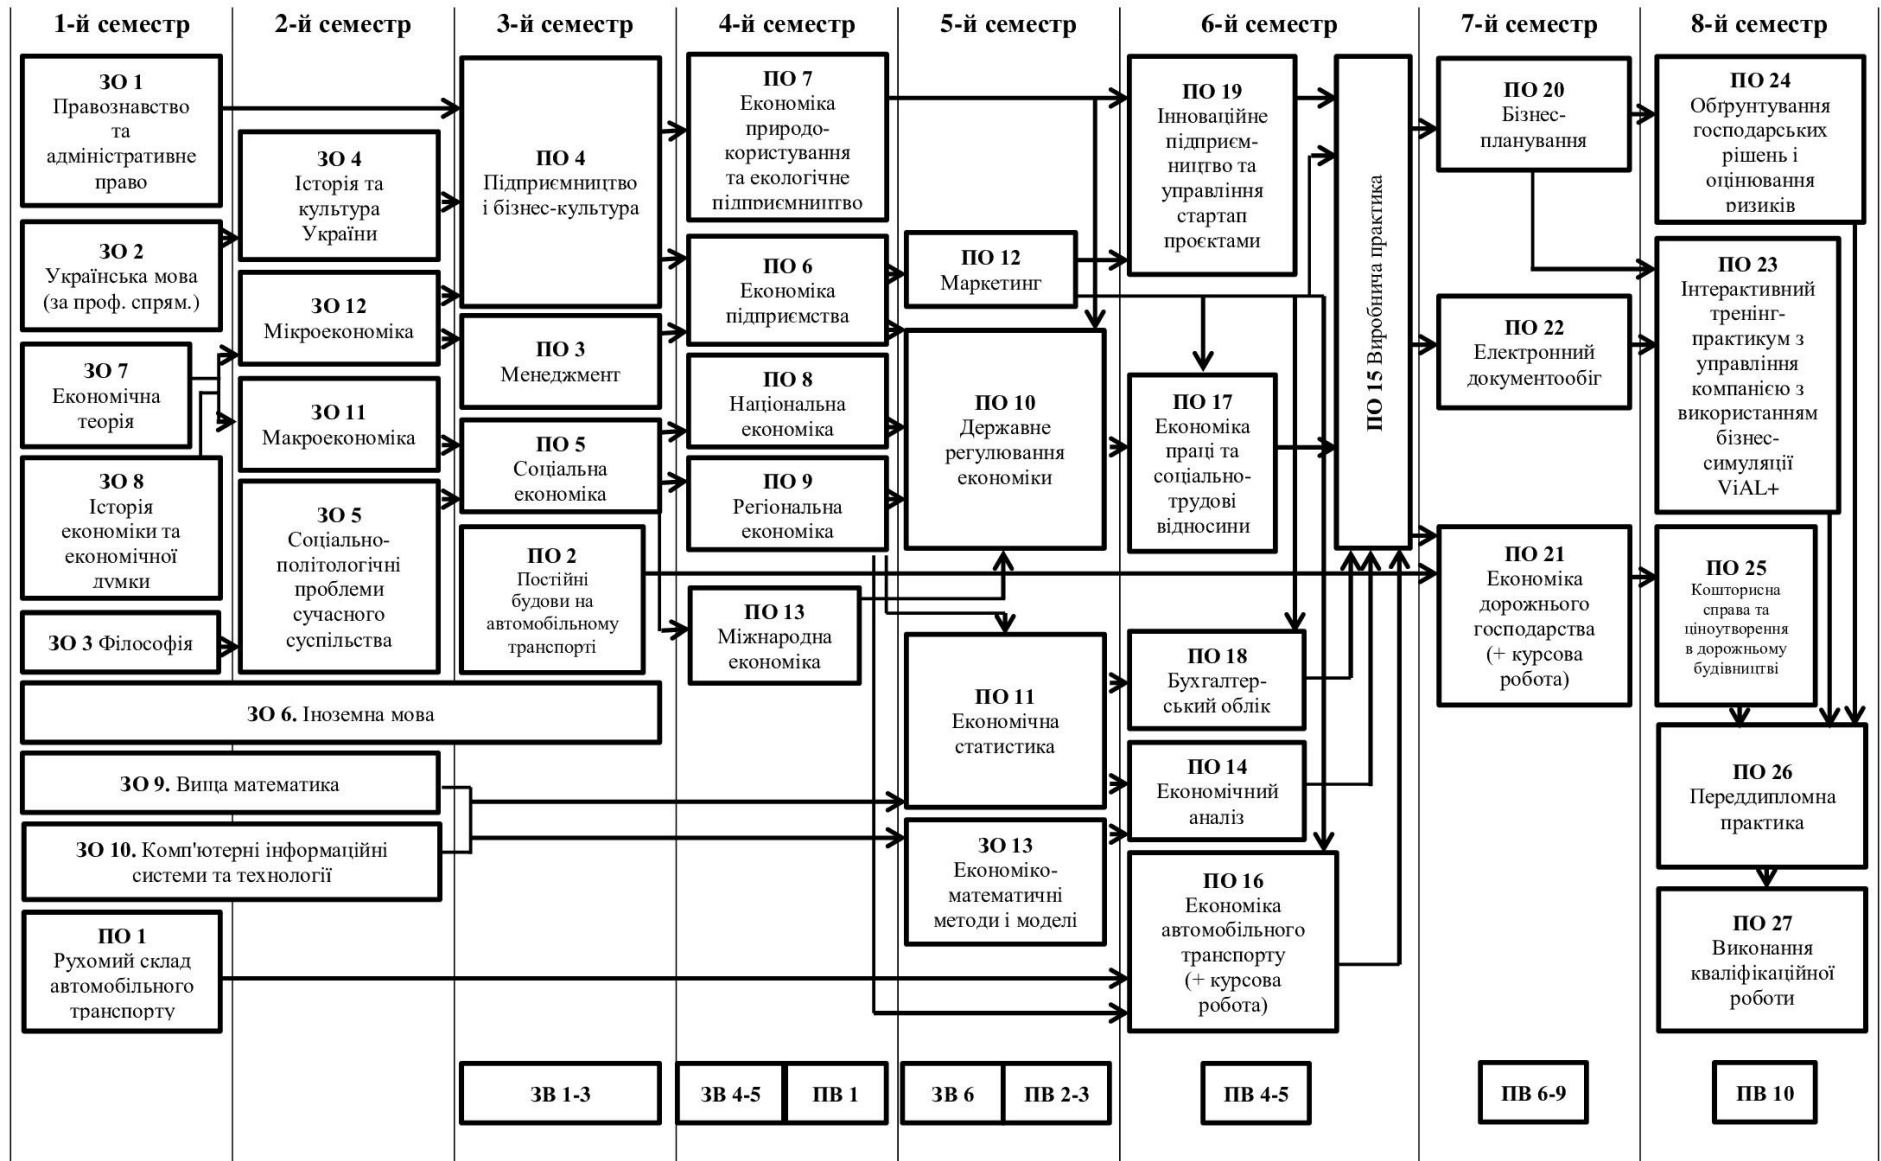 1-й семестр
2-й семестр
3-й семестр
4-й семестр
5-й семестр
6-й семестр
7-й семестр
8-й семестр
ЗО 1
Правознавство
та
адміністративне
право
ЗО 2
Українська мова
(за проф. спрям.)
ЗО 7
Економічна
теорія
ЗО 8
Історія
економіки та
економічної
думки
ЗО 3 Філософія
ЗО 4
Історія та
культура
України
ЗО 12
Мікроекономіка
ЗО 11
Макроекономіка
ЗО 5
Соціально-
політологічні
проблеми
сучасного
суспільства
ЗО 6. Іноземна мова
ЗО 9. Вища математика
ЗО 10. Комп'ютерні інформаційні
системи та технології
ПО 1
Рухомий склад
автомобільного
транспорту
ПО 4
Підприємництво
і бізнес-культура
ПО 3
Менеджмент
ПО 5
Соціальна
економіка
ПО 2
Постійні
будови на
автомобільному
транспорті
ЗВ 1-3
ПО 7
Економіка
природо-
користування
та екологічне
підприємництво
ПО 6
Економіка
підприємства
ПО 8
Національна
економіка
ПО 9
Регіональна
економіка
ПО 13
Міжнародна
економіка
ЗВ 4-5
ПВ 1
ПО 12
Маркетинг
ПО 10
Державне
регулювання
економіки
ПО 11
Економічна
статистика
ЗО 13
Економіко-
математичні
методи і моделі
ЗВ 6
ПВ 2-3
ПО 19
Інноваційне
підприєм-
ництво та
управління
стартап
проєктами
ПО 17
Економіка
праці та
соціально-
трудові
відносини
ПО 18
Бухгалтер-
ський облік
ПО 14
Економічний
аналіз
ПО 16
Економіка
автомобільного
транспорту
(+ курсова
робота)
ПО 15 Виробнича практика
ПВ 4-5
ПО 20
Бізнес-
планування
ПО 22
Електронний
документообіг
ПО 21
Економіка
дорожнього
господарства
(+ курсова
робота)
ПВ 6-9
ПО 24
Обґрунтування
господарських
рішень і
оцінювання
ризиків
ПО 23
Інтерактивний
тренінг-
практикум з
управління
компанією з
використанням
бізнес-
симуляції
ViAL+
ПО 25
Кошторисна
справа та
ціноутворення
в дорожньому
будівництві
ПО 26
Переддипломна
практика
ПО 27
Виконання
кваліфікаційної
роботи
ПВ 10